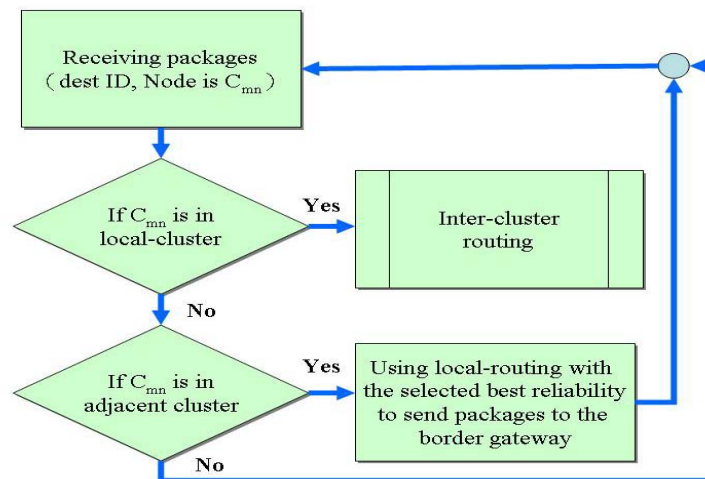 Receiving packages
(dest ID, Node is Cmn)
If Cmn is in
local-cluster
Yes
Inter-cluster
routing
No
If Cmn is in
adjacent cluster
Yes
Using local-routing with
the selected best reliability
to send packages to the
border gateway
No